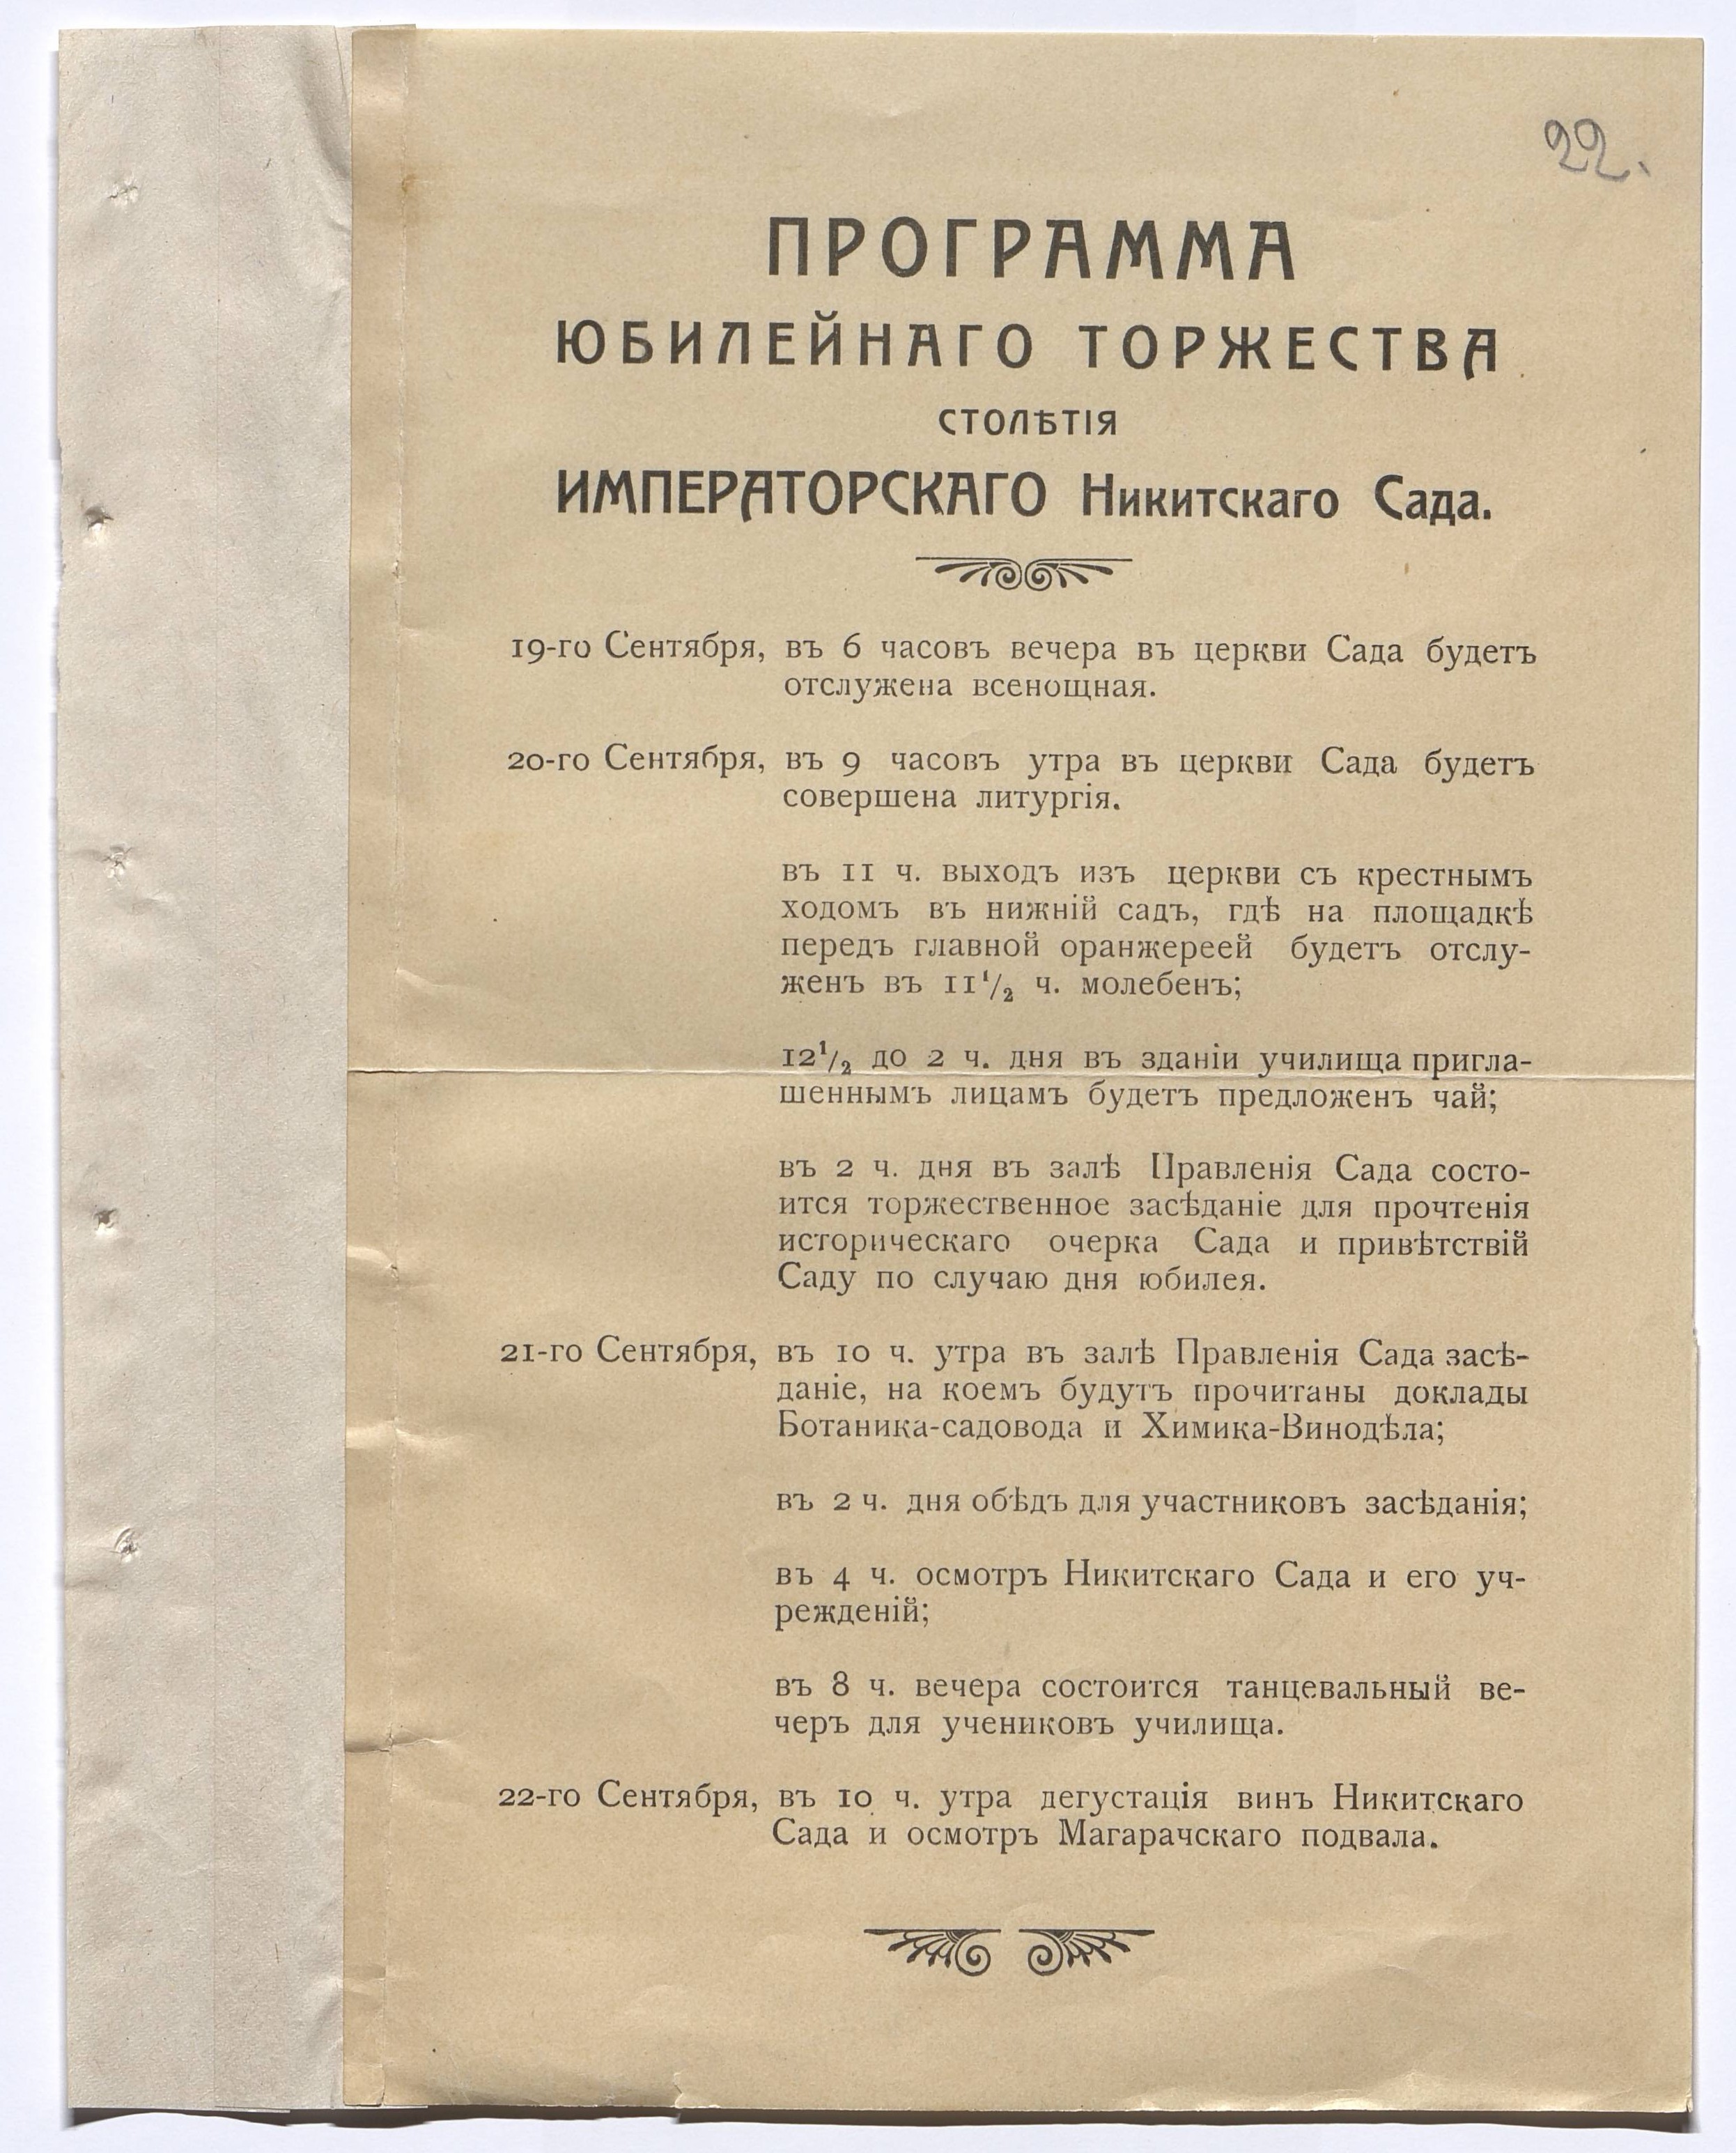 22.
ПРОГРАММА
ЮБИЛЕЙНАГО ТОРЖЕСТВА
СТОЛѢТІЯ
ИМПЕРАТОРСКАГО Никитскаго Сада.
19-го Сентября, въ 6 часовъ вечера въ церкви Сада будетъ
отслужена всенощная.
20-го Сентября, въ 9 часовъ утра въ церкви Сада будетъ
совершена литургія.
въ 11 ч. выходъ изъ церкви съ крестнымъ
ходомъ въ нижній садъ, гдѣ на площадкѣ
передъ главной оранжереей будетъ отслу-
женъ въ 11¹/₂ ч. молебенъ;
12¹/₂ до 2 ч. дня въ зданіи училища пригла-
шеннымъ лицамъ будетъ предложенъ чай;
въ 2 ч. дня въ залѣ Правленія Сада состо-
ится торжественное засѣданіе для прочтенія
историческаго очерка Сада и привѣтствій
Саду по случаю дня юбилея.
21-го Сентября, въ 10 ч. утра въ залѣ Правленія Сада засѣ-
даніе, на коемъ будутъ прочитаны доклады
Ботаника-садовода и Химика-Винодѣла;
въ 2 ч. дня обѣдъ для участниковъ засѣданія;
въ 4 ч. осмотръ Никитскаго Сада и его уч-
режденій;
въ 8 ч. вечера состоится танцевальный ве-
черъ для учениковъ училища.
22-го Сентября, въ 10 ч. утра дегустація винъ Никитскаго
Сада и осмотръ Магарачскаго подвала.